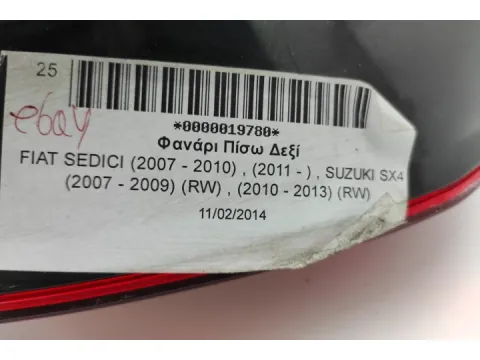 25
ebay
*0000019780*
Φανάρι Πίσω Δεξί
FIAT SEDICI (2007 - 2010) , (2011 - ) , SUZUKI SX4
(2007 - 2009) (RW) , (2010 - 2013) (RW)
11/02/2014